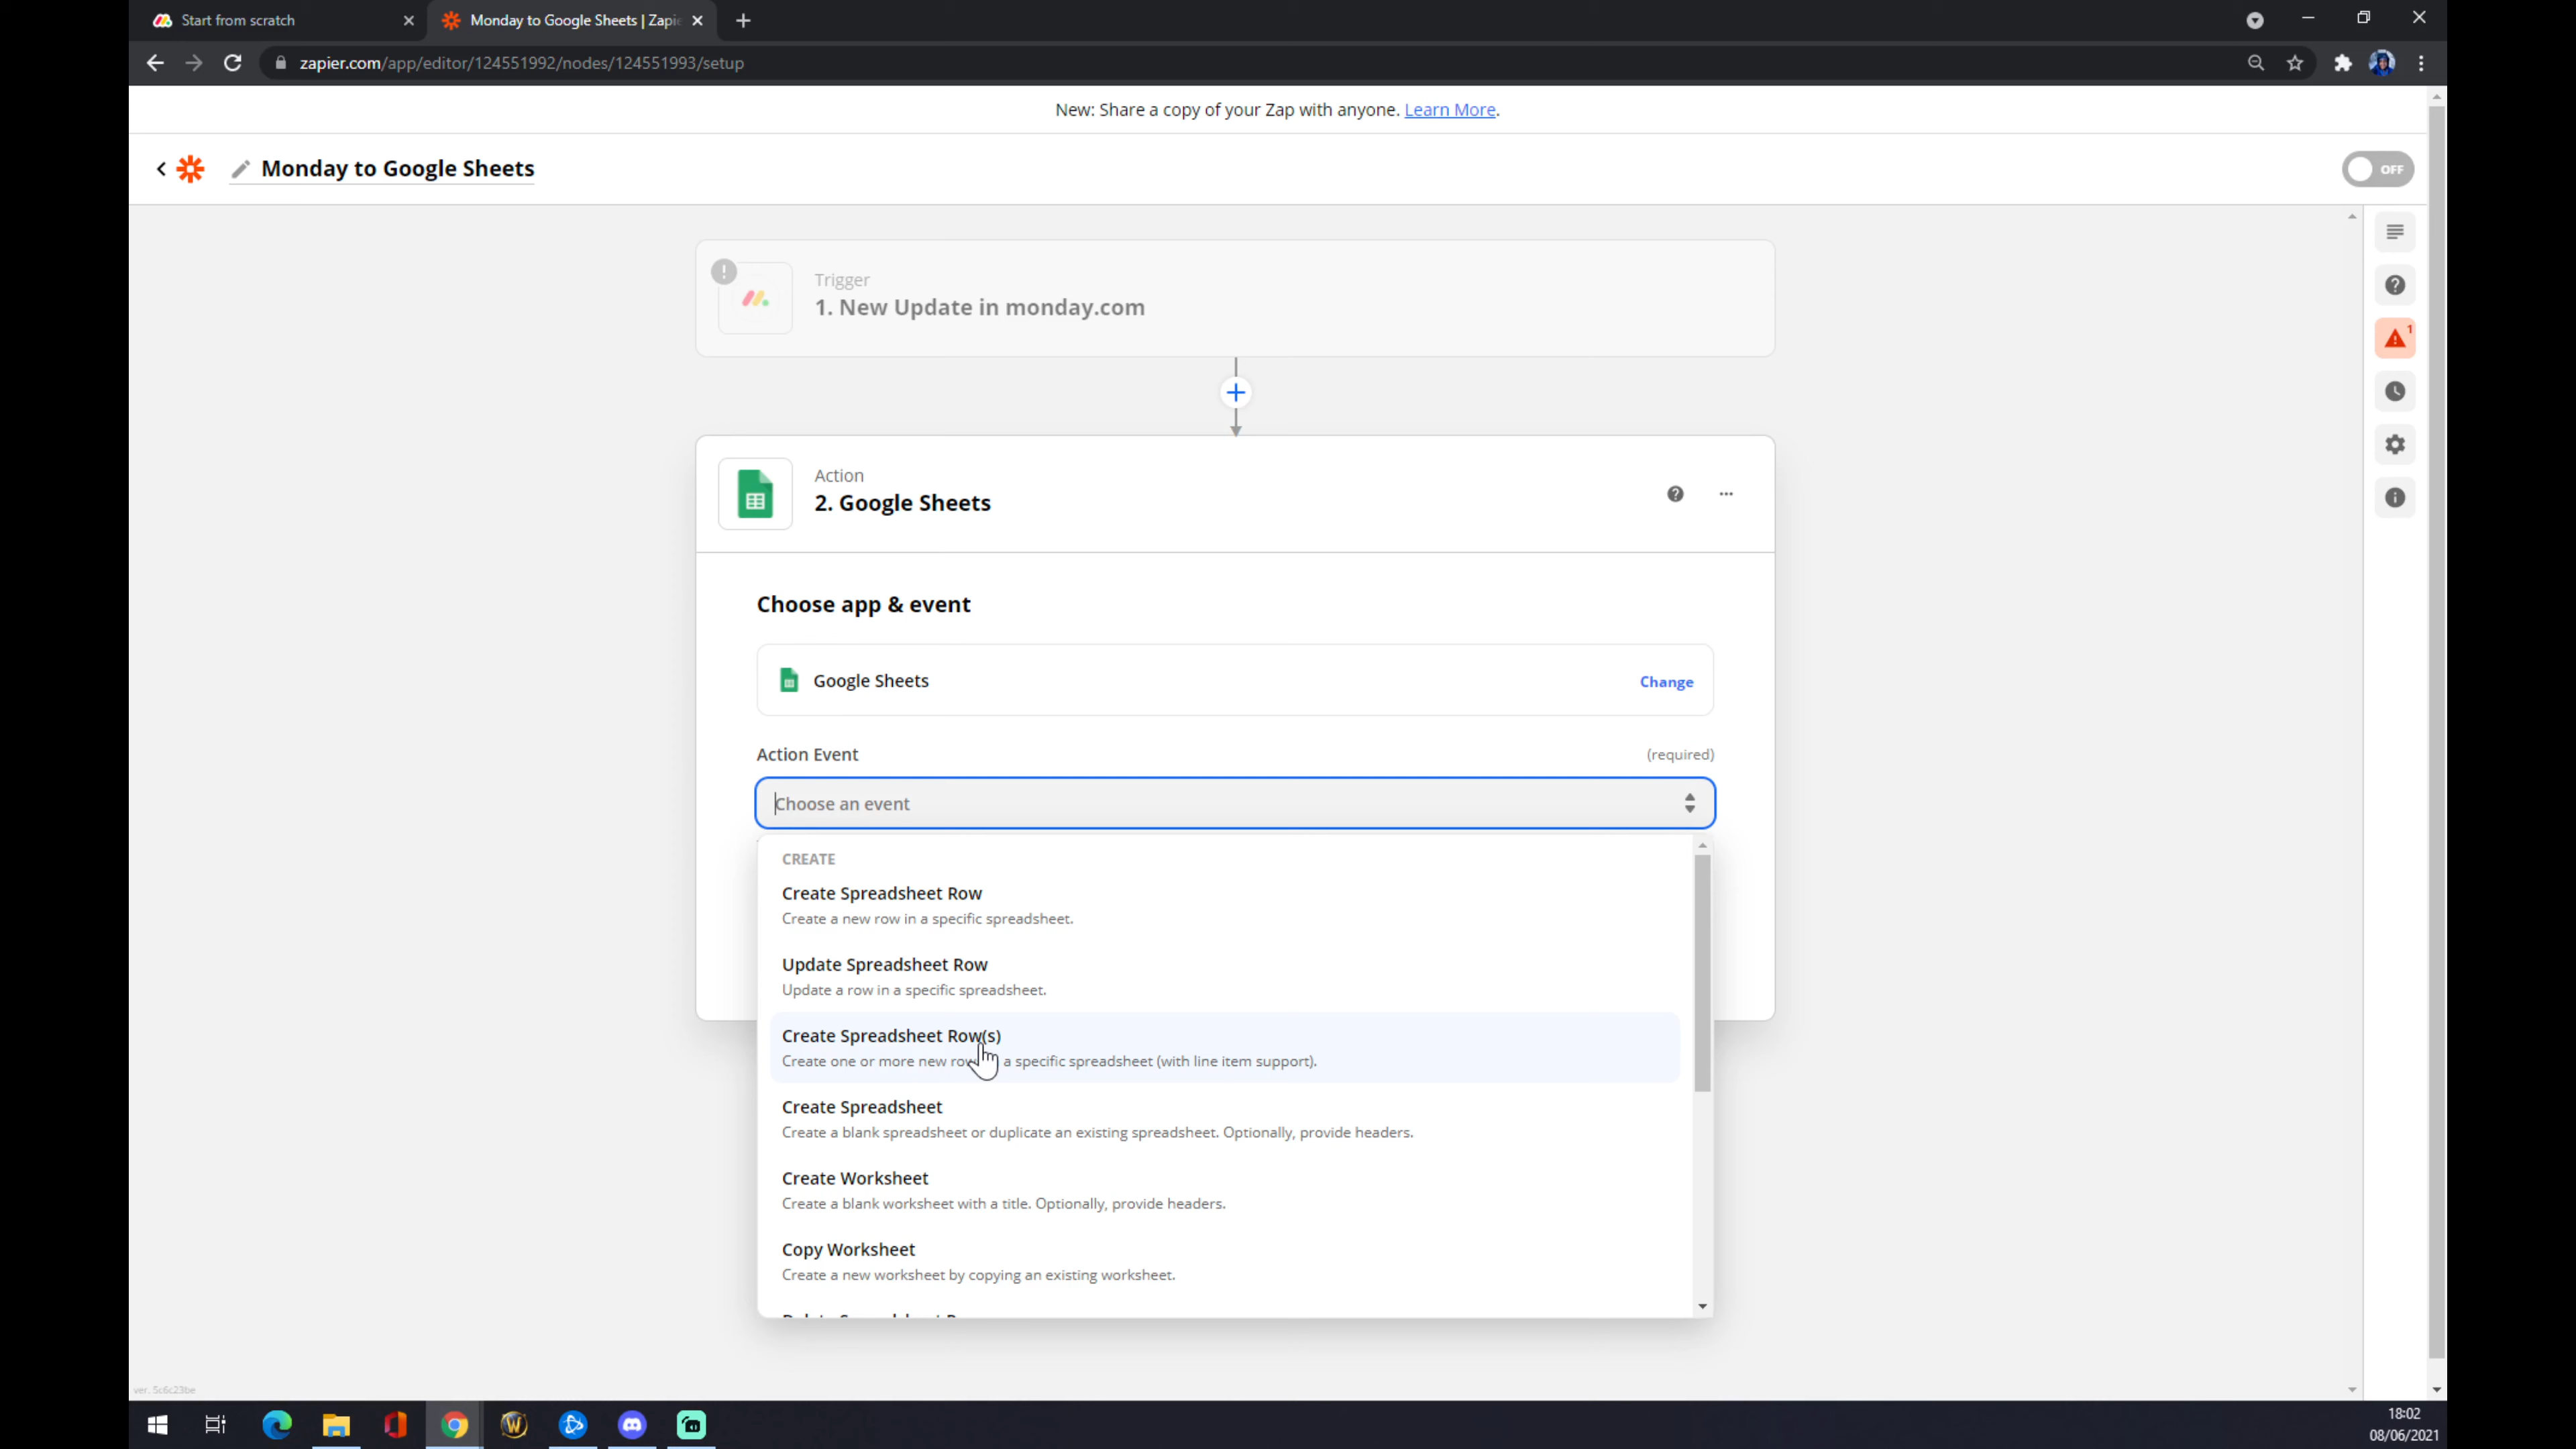 Start from scratch
Monday to Google Sheets | Zapi
zapier.com/app/editor/124551992/nodes/124551993/setup
New: Share a copy of your Zap with anyone. Learn More.
Monday to Google Sheets
OFF
Trigger
1. New Update in monday.com
1
Action
2. Google Sheets
Choose app & event
Google Sheets
Change
Action Event
(required)
Choose an event
CREATE
Create Spreadsheet Row
Create a new row in a specific spreadsheet.
Update Spreadsheet Row
Update a row in a specific spreadsheet.
Create Spreadsheet Row(s)
Create one or more new row a specific spreadsheet (with line item support).
Create Spreadsheet
Create a blank spreadsheet or duplicate an existing spreadsheet. Optionally, provide headers.
Create Worksheet
Create a blank worksheet with a title. Optionally, provide headers.
Copy Worksheet
Create a new worksheet by copying an existing worksheet.
ver. 5c6c23be
18:02
08/06/2021